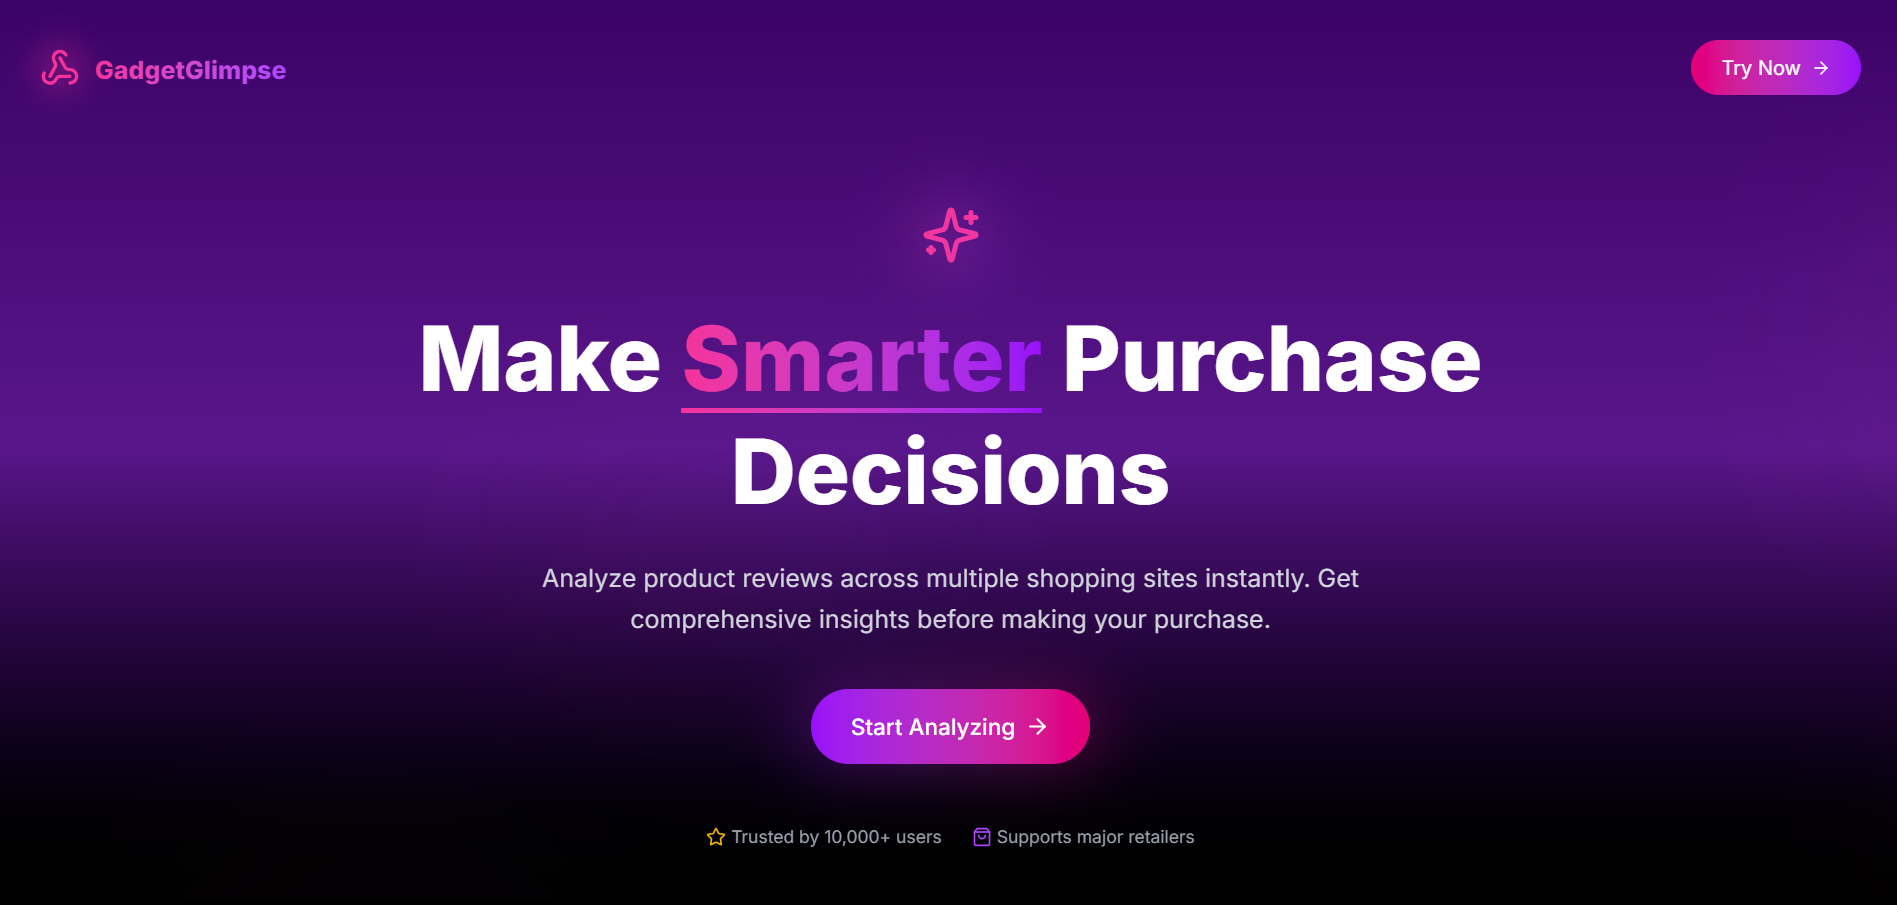 GadgetGlimpse
Try Now
Make Smarter Purchase
Decisions
Analyze product reviews across multiple shopping sites instantly. Get
comprehensive insights before making your purchase.
Start Analyzing
Trusted by 10,000+ users
Supports major retailers